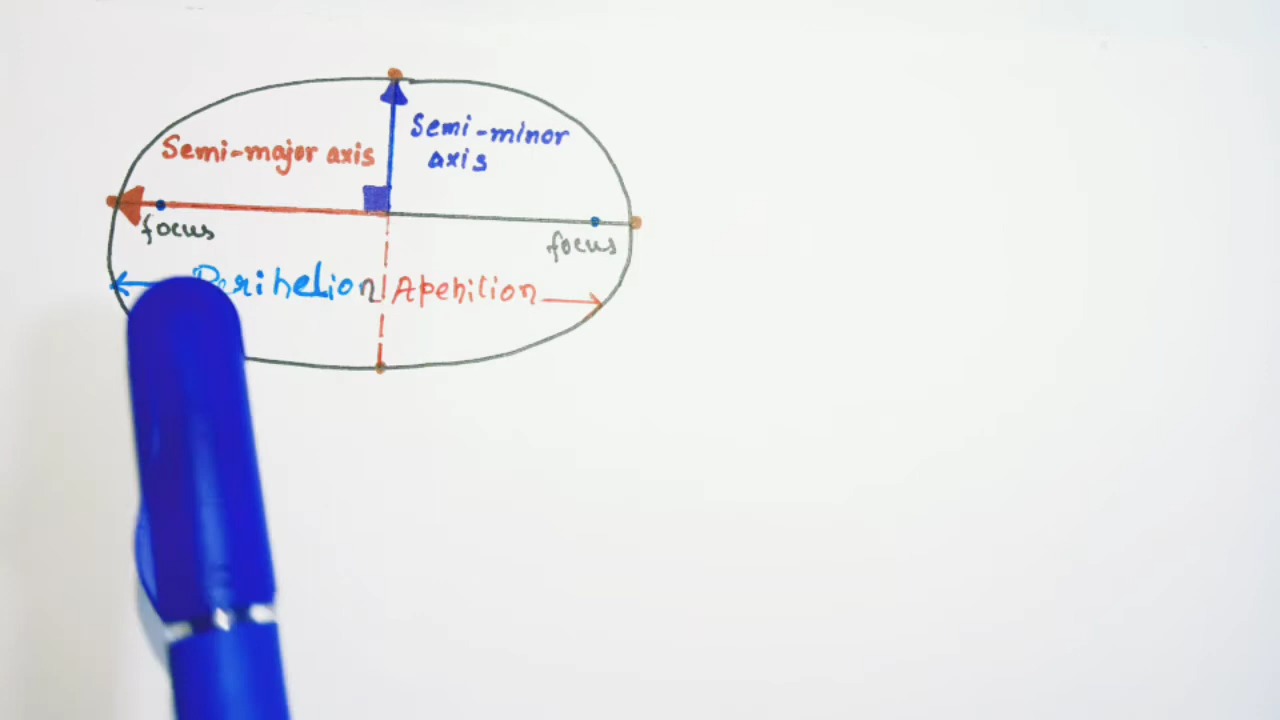 Semi-minor
axis
Semi-major axis
focus
focus
Perihelion
Apehilion